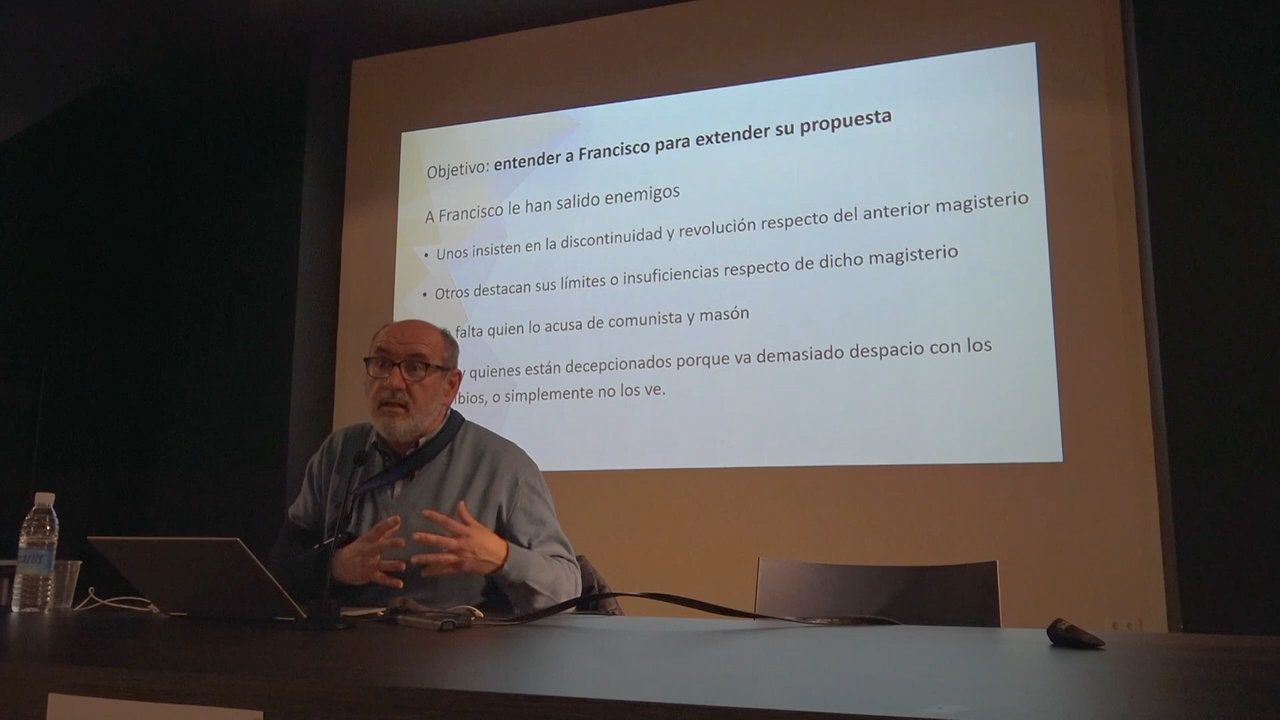 Objetivo: entender a Francisco para extender su propuesta
A Francisco le han salido enemigos
• Unos insisten en la discontinuidad y revolución respecto del anterior magisterio
• Otros destacan sus límites o insuficiencias respecto de dicho magisterio
falta quien lo acusa de comunista y masón
y quienes están decepcionados porque va demasiado despacio con los
bios, o simplemente no los ve.